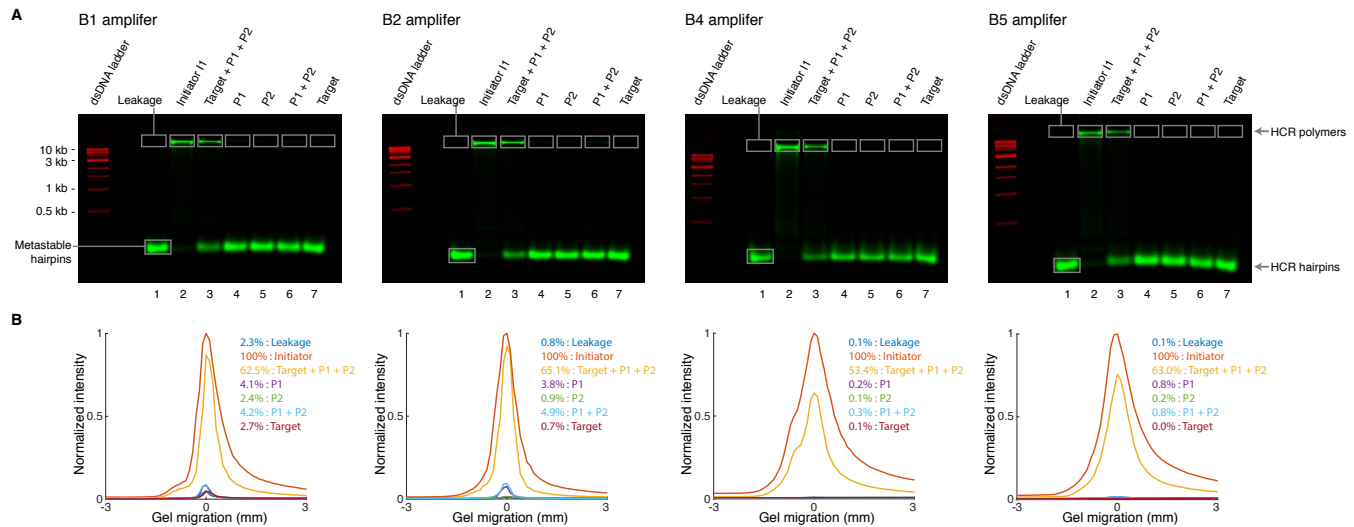 A
B1 amplifer
B2 amplifer
B4 amplifer
B5 amplifer
dsDNA ladder
Leakage
Initiator I1
Target + P1 + P2
P1
P2
P1 + P2
Target
dsDNA ladder
Leakage
Initiator I1
Target + P1 + P2
P1
P2
P1 + P2
Target
dsDNA ladder
Leakage
Initiator I1
Target + P1 + P2
P1
P2
P1 + P2
Target
dsDNA ladder
Leakage
Initiator I1
Target + P1 + P2
P1
P2
P1 + P2
Target
10 kb -
3 kb -
1 kb -
0.5 kb -
Metastable
hairpins
HCR polymers
HCR hairpins
1 2 3 4 5 6 7
1 2 3 4 5 6 7
1 2 3 4 5 6 7
1 2 3 4 5 6 7
B
Normalized intensity
1
0.5
0
2.3% : Leakage
100% : Initiator
62.5% : Target + P1 + P2
4.1% : P1
2.4% : P2
4.2% : P1 + P2
2.7% : Target
-3 0 3
Gel migration (mm)
Normalized intensity
1
0.5
0
0.8% : Leakage
100% : Initiator
65.1% : Target + P1 + P2
3.8% : P1
0.9% : P2
4.9% : P1 + P2
0.7% : Target
-3 0 3
Gel migration (mm)
Normalized intensity
1
0.5
0
0.1% : Leakage
100% : Initiator
53.4% : Target + P1 + P2
0.2% : P1
0.1% : P2
0.3% : P1 + P2
0.1% : Target
-3 0 3
Gel migration (mm)
Normalized intensity
1
0.5
0
0.1% : Leakage
100% : Initiator
63.0% : Target + P1 + P2
0.8% : P1
0.2% : P2
0.8% : P1 + P2
0.0% : Target
-3 0 3
Gel migration (mm)